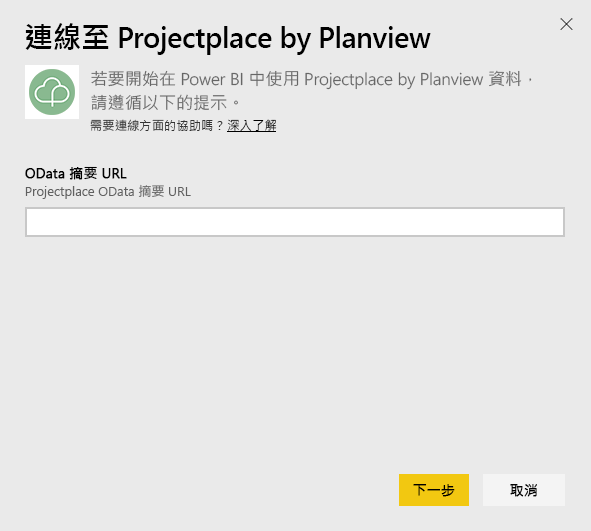 連線至 Projectplace by Planview
若要開始在 Power BI 中使用 Projectplace by Planview 資料，
請遵循以下的提示。
需要連線方面的協助嗎？深入了解
OData 摘要 URL
Projectplace OData 摘要 URL
下一步
取消